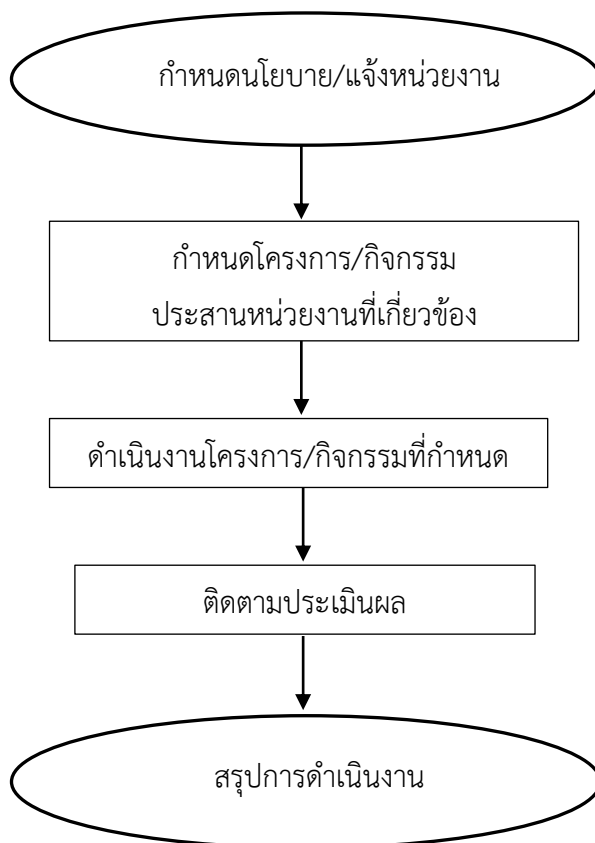 กำหนดนโยบาย/แจ้งหน่วยงาน
กำหนดโครงการ/กิจกรรม
ประสานหน่วยงานที่เกี่ยวข้อง
ดำเนินงานโครงการ/กิจกรรมที่กำหนด
ติดตามประเมินผล
สรุปการดำเนินงาน